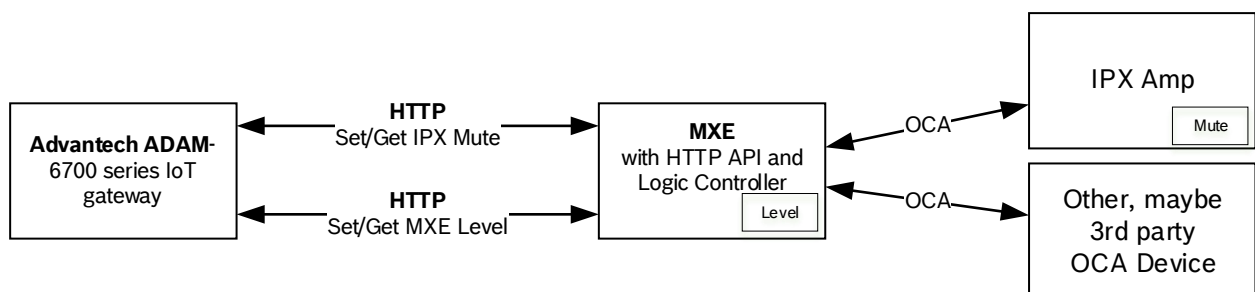 Advantech ADAM-
6700 series IoT
gateway
HTTP
Set/Get IPX Mute
HTTP
Set/Get MXE Level
MXE
with HTTP API and
Logic Controller
Level
OCA
OCA
IPX Amp
Mute
Other, maybe
3rd party
OCA Device